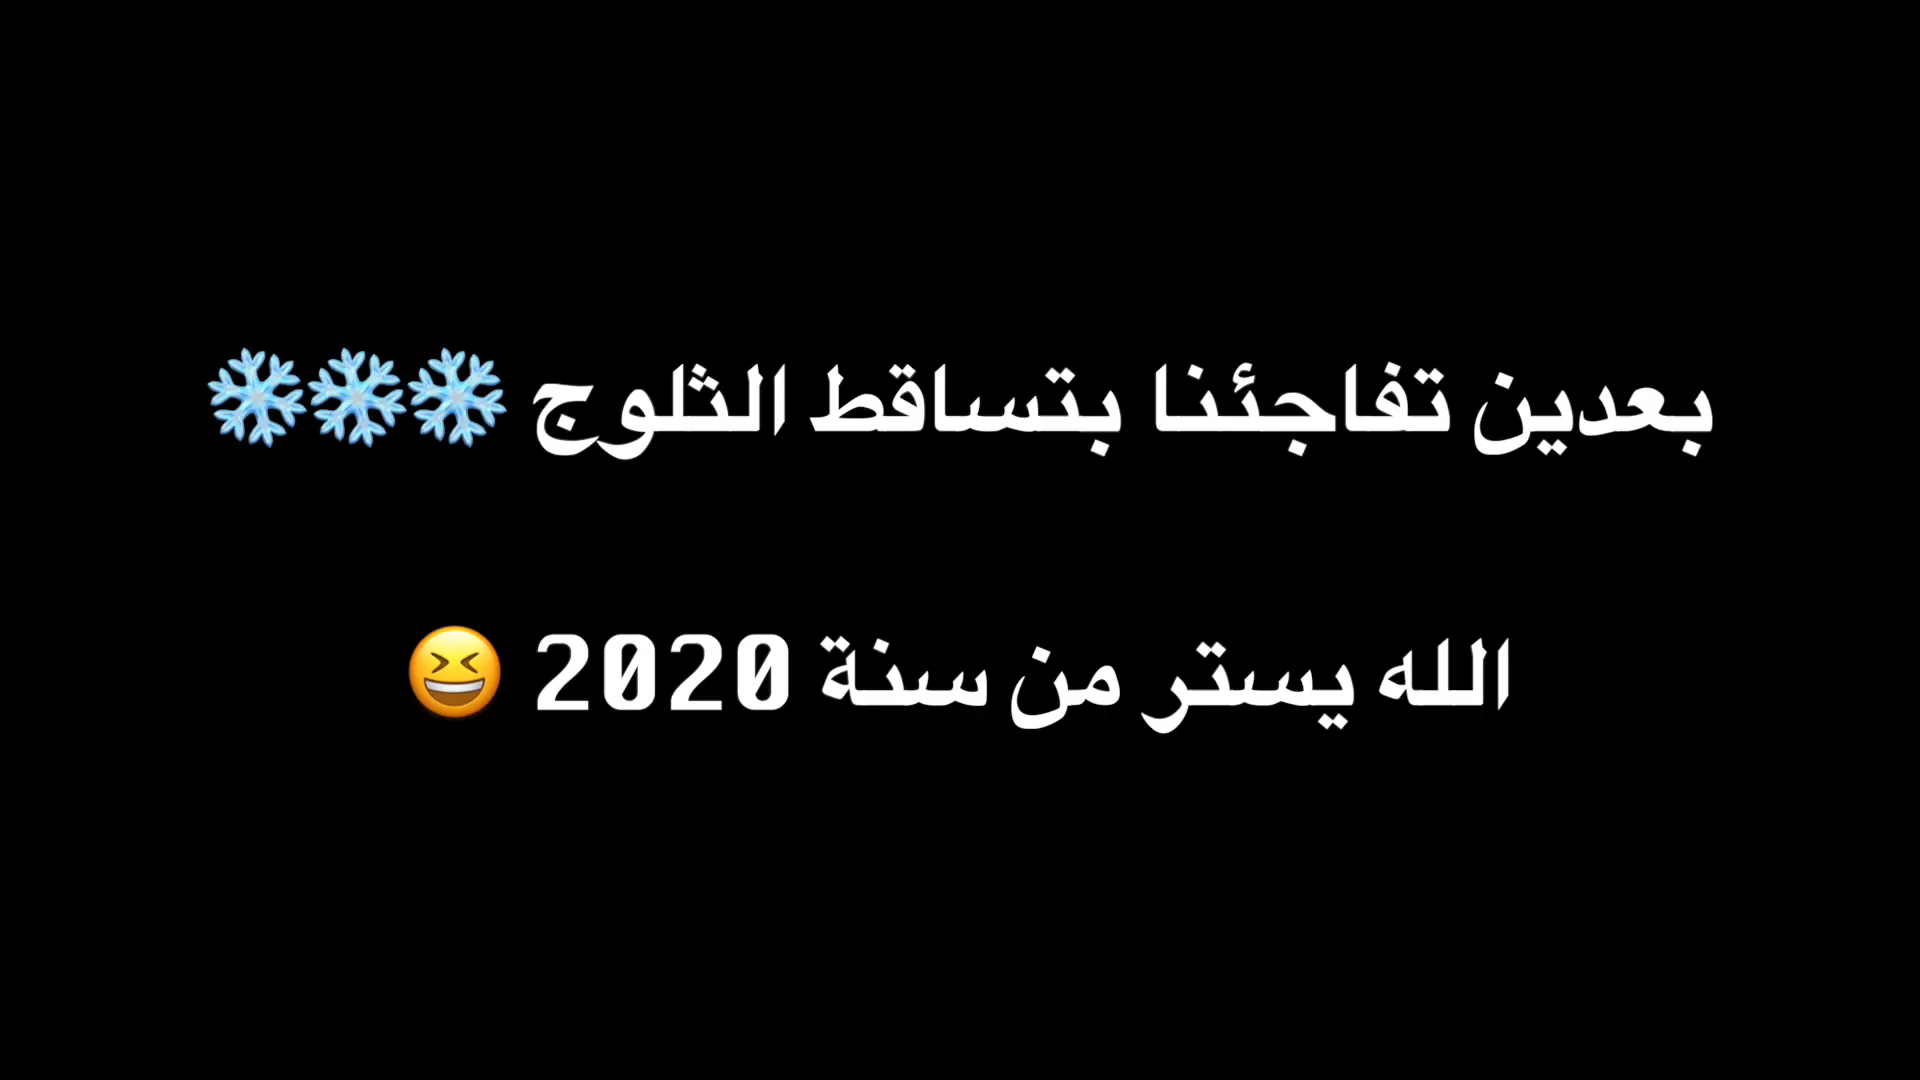 بعدين تفاجئنا بتساقط الثلوج ❄️❄️❄️
الله يستر من سنة 2020 😆